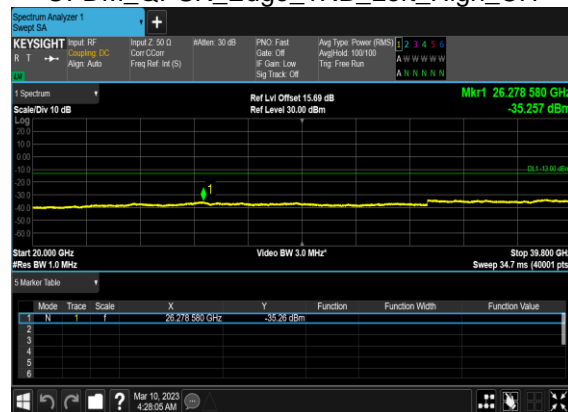 Spectrum Analyzer 1
Swept SA
+
KEYSIGHT Input: RF Input Z: 50 Ω #Atten: 30 dB PNO: Fast Avg Type: Power (RMS) 1 2 3 4 5 6
R T Coupling: DC Corr CCorr Gate: Off Avg|Hold: 100/100 A W W W W W
Align: Auto Freq Ref: Int (S) IF Gain: Low Trig: Free Run
LU Sig Track: Off A N N N N N
1 Spectrum Ref Lvl Offset 15.69 dB Mkr1 26.278 580 GHz
Scale/Div 10 dB Ref Level 30.00 dBm -35.257 dBm
Log
20.0
10.0
0.00
-10.0 DL1 -13.00 dBm
-20.0
-30.0 1
-40.0
-50.0
-60.0
Start 20.000 GHz Video BW 3.0 MHz* Stop 39.800 GHz
#Res BW 1.0 MHz Sweep 34.7 ms (40001 pts)
5 Marker Table
Mode Trace Scale X Y Function Function Width Function Value
1 N 1 f 26.278 580 GHz -35.26 dBm
2
3
4
5
6
? Mar 10, 2023
4:28:05 AM